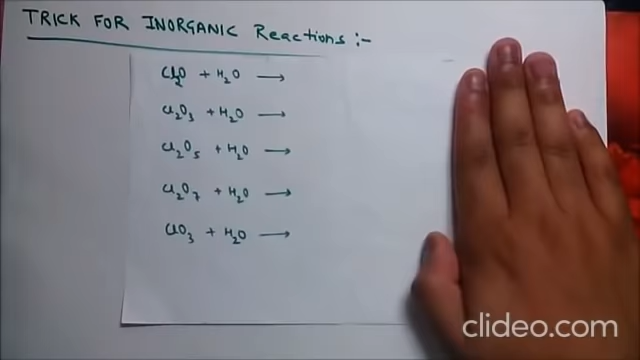 TRICK FOR INORGANIC Reactions :-
Cl₂O + H₂O ⟶
Cl₂O₃ + H₂O ⟶
Cl₂O₅ + H₂O ⟶
Cl₂O₇ + H₂O ⟶
ClO₃ + H₂O ⟶
clideo.com